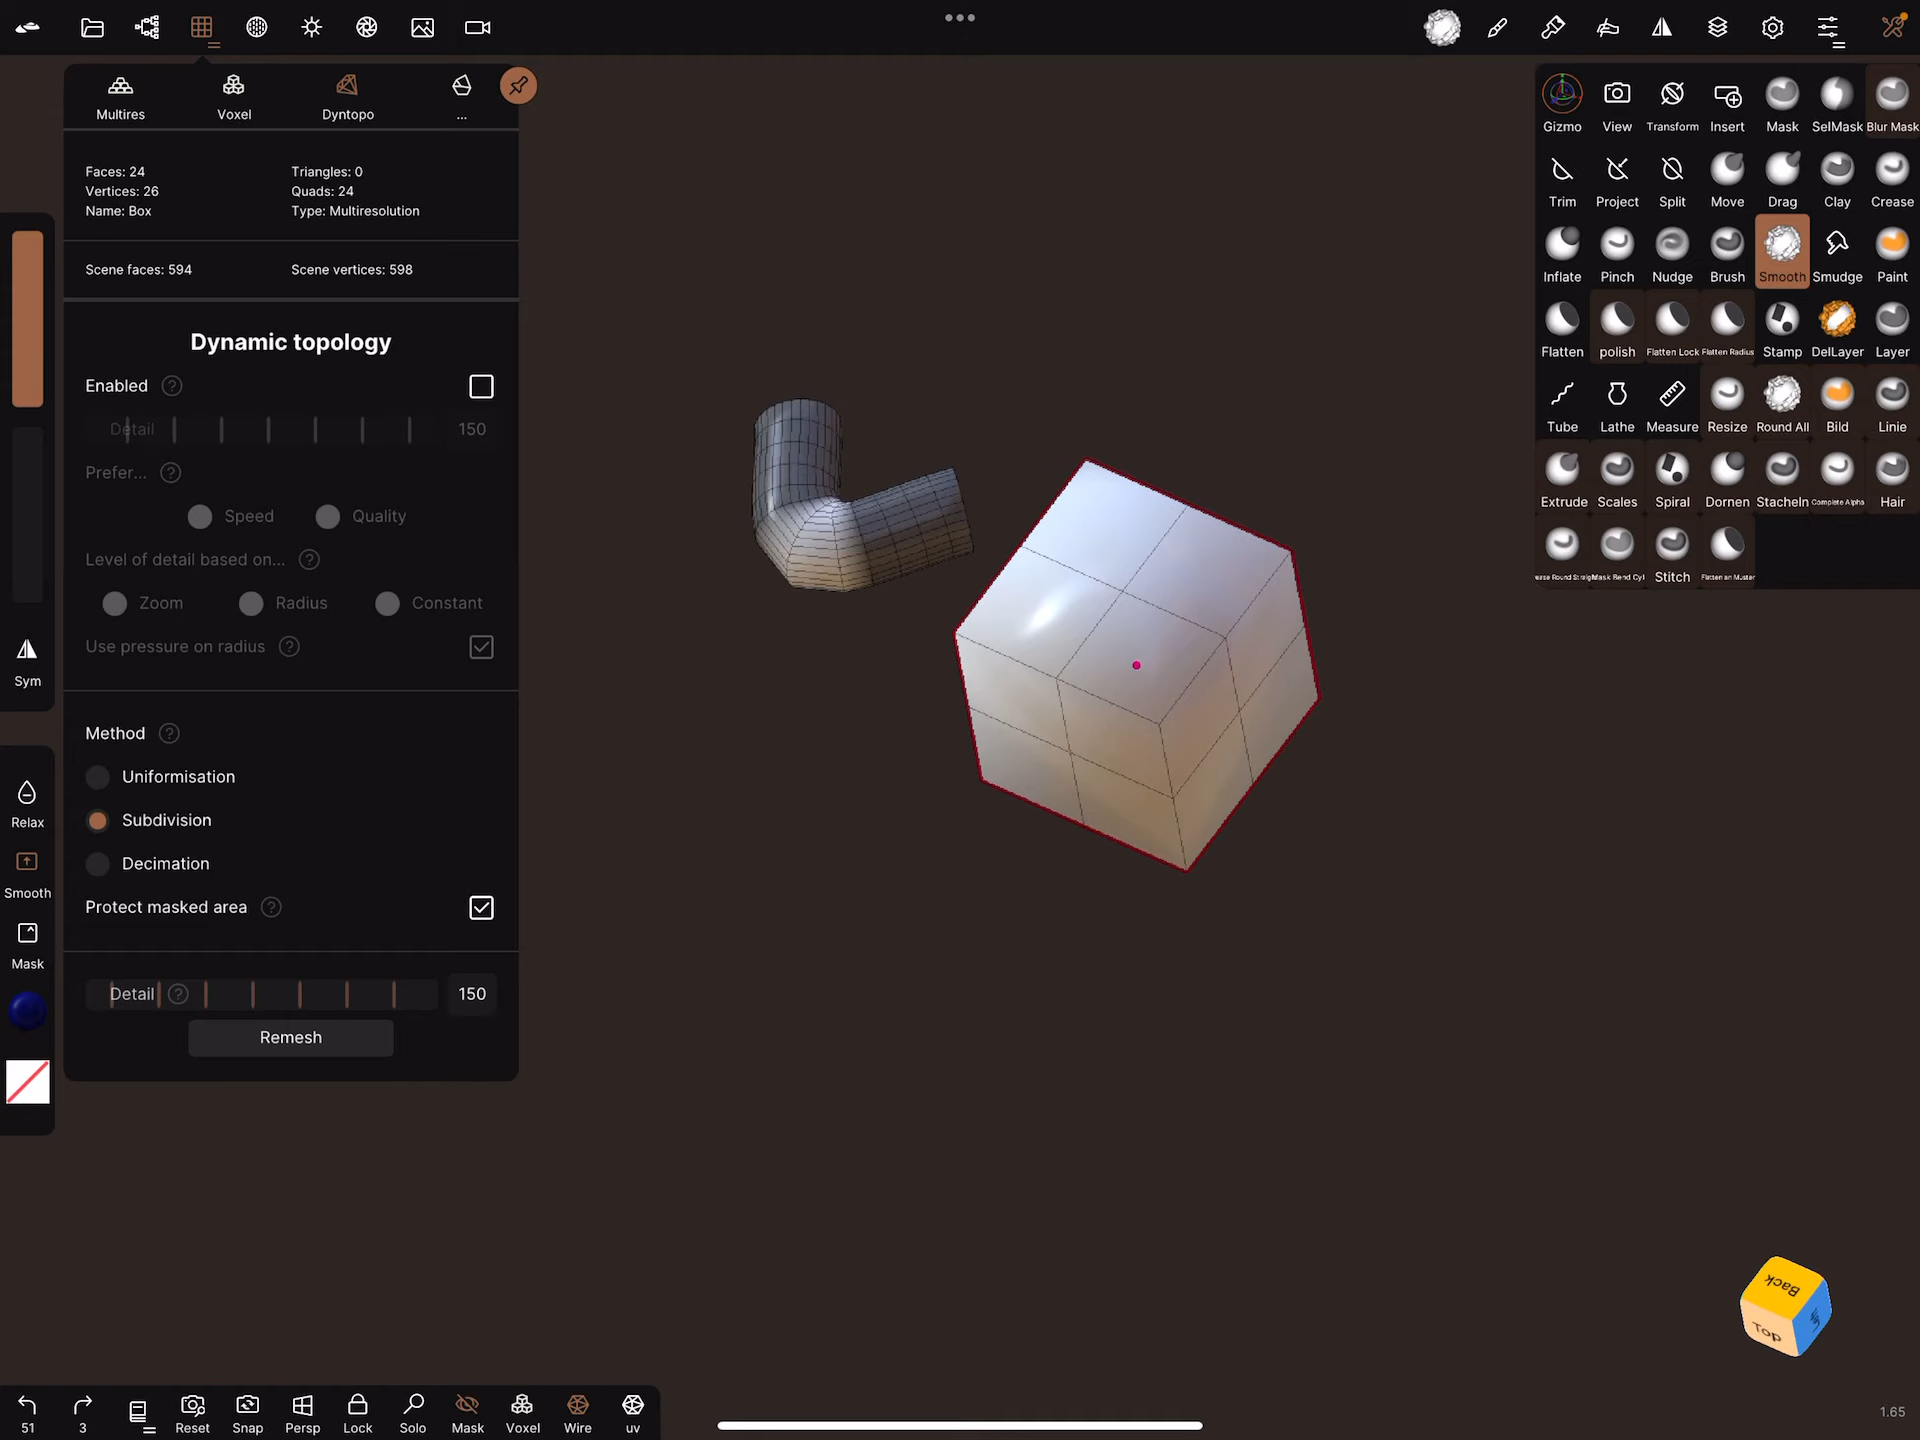 Multires
Voxel
Dyntopo
...
Faces: 24
Triangles: 0
Vertices: 26
Quads: 24
Name: Box
Type: Multiresolution
Scene faces: 594
Scene vertices: 598
Dynamic topology
Enabled ?
Detail
150
Prefer... ?
Speed
Quality
Level of detail based on... ?
Zoom
Radius
Constant
Use pressure on radius ?
Method ?
Uniformisation
Subdivision
Decimation
Protect masked area ?
Detail ?
150
Remesh
Sym
Relax
Smooth
Mask
Gizmo
View
Transform
Insert
Mask
SelMask
Blur Mask
Trim
Project
Split
Move
Drag
Clay
Crease
Inflate
Pinch
Nudge
Brush
Smooth
Smudge
Paint
Flatten
polish
Flatten Lock
Flatten Radius
Stamp
DelLayer
Layer
Tube
Lathe
Measure
Resize
Round All
Bild
Linie
Extrude
Scales
Spiral
Dornen
Stacheln
Complete Alpha
Hair
Stitch
Flatten an Muster
Back
Top
51
3
Reset
Snap
Persp
Lock
Solo
Mask
Voxel
Wire
uv
1.65